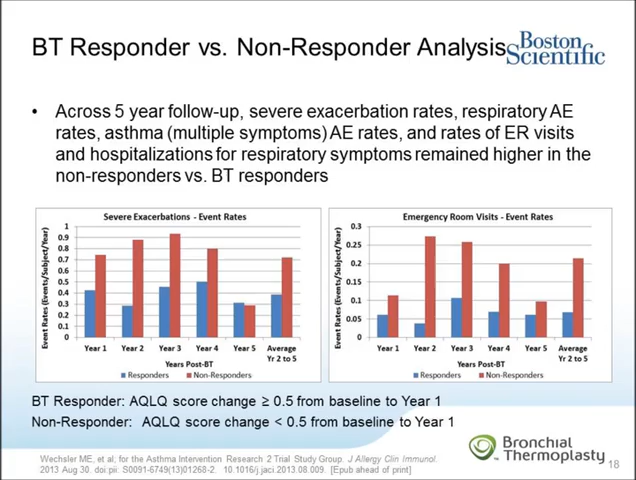 BT Responder vs. Non-Responder Analysis
Boston
Scientific
• Across 5 year follow-up, severe exacerbation rates, respiratory AE
rates, asthma (multiple symptoms) AE rates, and rates of ER visits
and hospitalizations for respiratory symptoms remained higher in the
non-responders vs. BT responders
Severe Exacerbations - Event Rates
Event Rates (Events/Subject/Year)
1
0.9
0.8
0.7
0.6
0.5
0.4
0.3
0.2
0.1
0
Year 1 Year 2 Year 3 Year 4 Year 5 Average
Yr 2 to 5
Years Post-BT
Responders Non-Responders
Emergency Room Visits - Event Rates
Event Rates (Events/Subject/Year)
0.3
0.25
0.2
0.15
0.1
0.05
0
Year 1 Year 2 Year 3 Year 4 Year 5 Average
Yr 2 to 5
Years Post-BT
Responders Non-Responders
BT Responder: AQLQ score change ≥ 0.5 from baseline to Year 1
Non-Responder: AQLQ score change < 0.5 from baseline to Year 1
Wechsler ME, et al; for the Asthma Intervention Research 2 Trial Study Group. J Allergy Clin Immunol.
2013 Aug 30. doi: pii: S0091-6749(13)01268-2. 10.1016/j.jaci.2013.08.009. [Epub ahead of print]
Bronchial
Thermoplasty
18